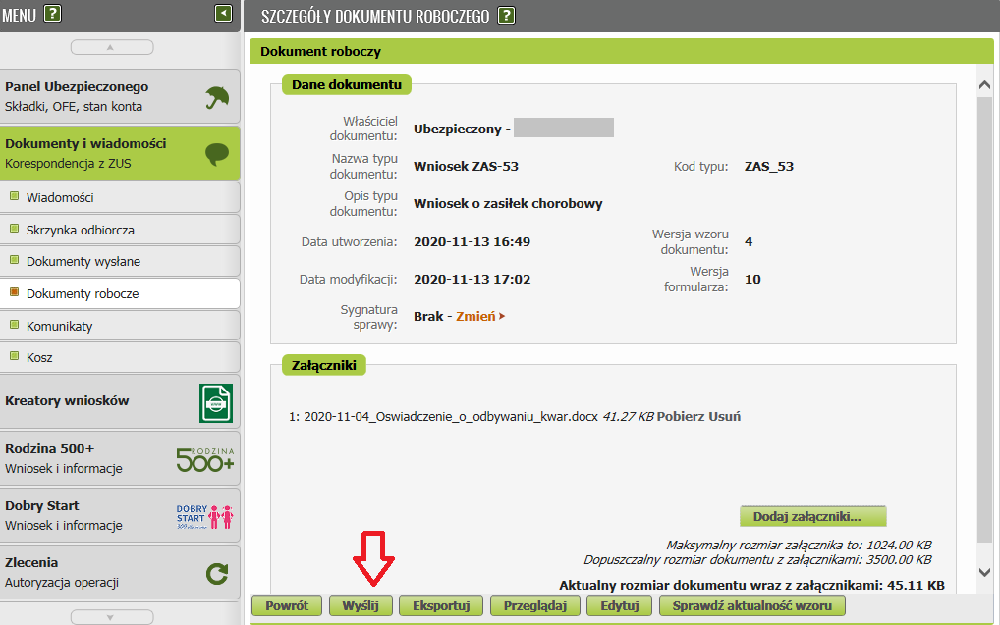 MENU ?
SZCZEGÓŁY DOKUMENTU ROBOCZEGO ?
Panel Ubezpieczonego
Składki, OFE, stan konta
Dokumenty i wiadomości
Korespondencja z ZUS
Wiadomości
Skrzynka odbiorcza
Dokumenty wysłane
Dokumenty robocze
Komunikaty
Kosz
Kreatory wniosków
Rodzina 500+
Wniosek i informacje
RODZINA
500+
Dobry Start
Wniosek i informacje
DOBRY
START
Zlecenia
Autoryzacja operacji
Dokument roboczy
Dane dokumentu
Właściciel dokumentu: Ubezpieczony -
Nazwa typu dokumentu: Wniosek ZAS-53 Kod typu: ZAS_53
Opis typu dokumentu: Wniosek o zasiłek chorobowy
Data utworzenia: 2020-11-13 16:49 Wersja wzoru dokumentu: 4
Data modyfikacji: 2020-11-13 17:02 Wersja formularza: 10
Sygnatura sprawy: Brak - Zmień
Załączniki
1: 2020-11-04_Oswiadczenie_o_odbywaniu_kwar.docx 41.27 KB Pobierz Usuń
Dodaj załączniki...
Maksymalny rozmiar załącznika to: 1024.00 KB
Dopuszczalny rozmiar dokumentu z załącznikami: 3500.00 KB
Aktualny rozmiar dokumentu wraz z załącznikami: 45.11 KB
Powrót Wyślij Eksportuj Przeglądaj Edytuj Sprawdź aktualność wzoru